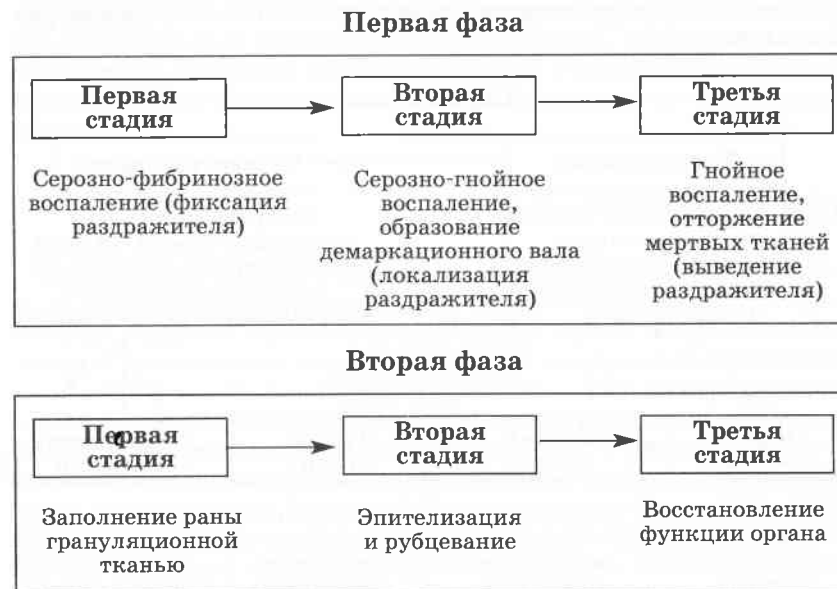 Первая фаза
Первая
стадия
Вторая
стадия
Третья
стадия
Серозно-фибринозное
воспаление (фиксация
раздражителя)
Серозно-гнойное
воспаление,
образование
демаркационного вала
(локализация
раздражителя)
Гнойное
воспаление,
отторжение
мертвых тканей
(выведение
раздражителя)
Вторая фаза
Первая
стадия
Вторая
стадия
Третья
стадия
Заполнение раны
грануляционной
тканью
Эпителизация
и рубцевание
Восстановление
функции органа